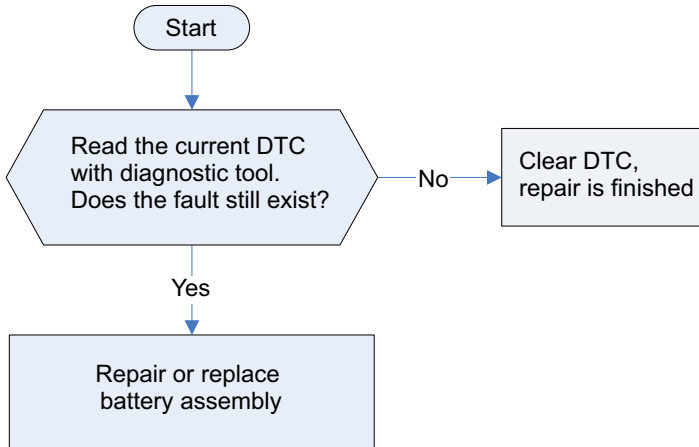 Start
Read the current DTC
with diagnostic tool.
Does the fault still exist?
No
Clear DTC,
repair is finished
Yes
Repair or replace
battery assembly